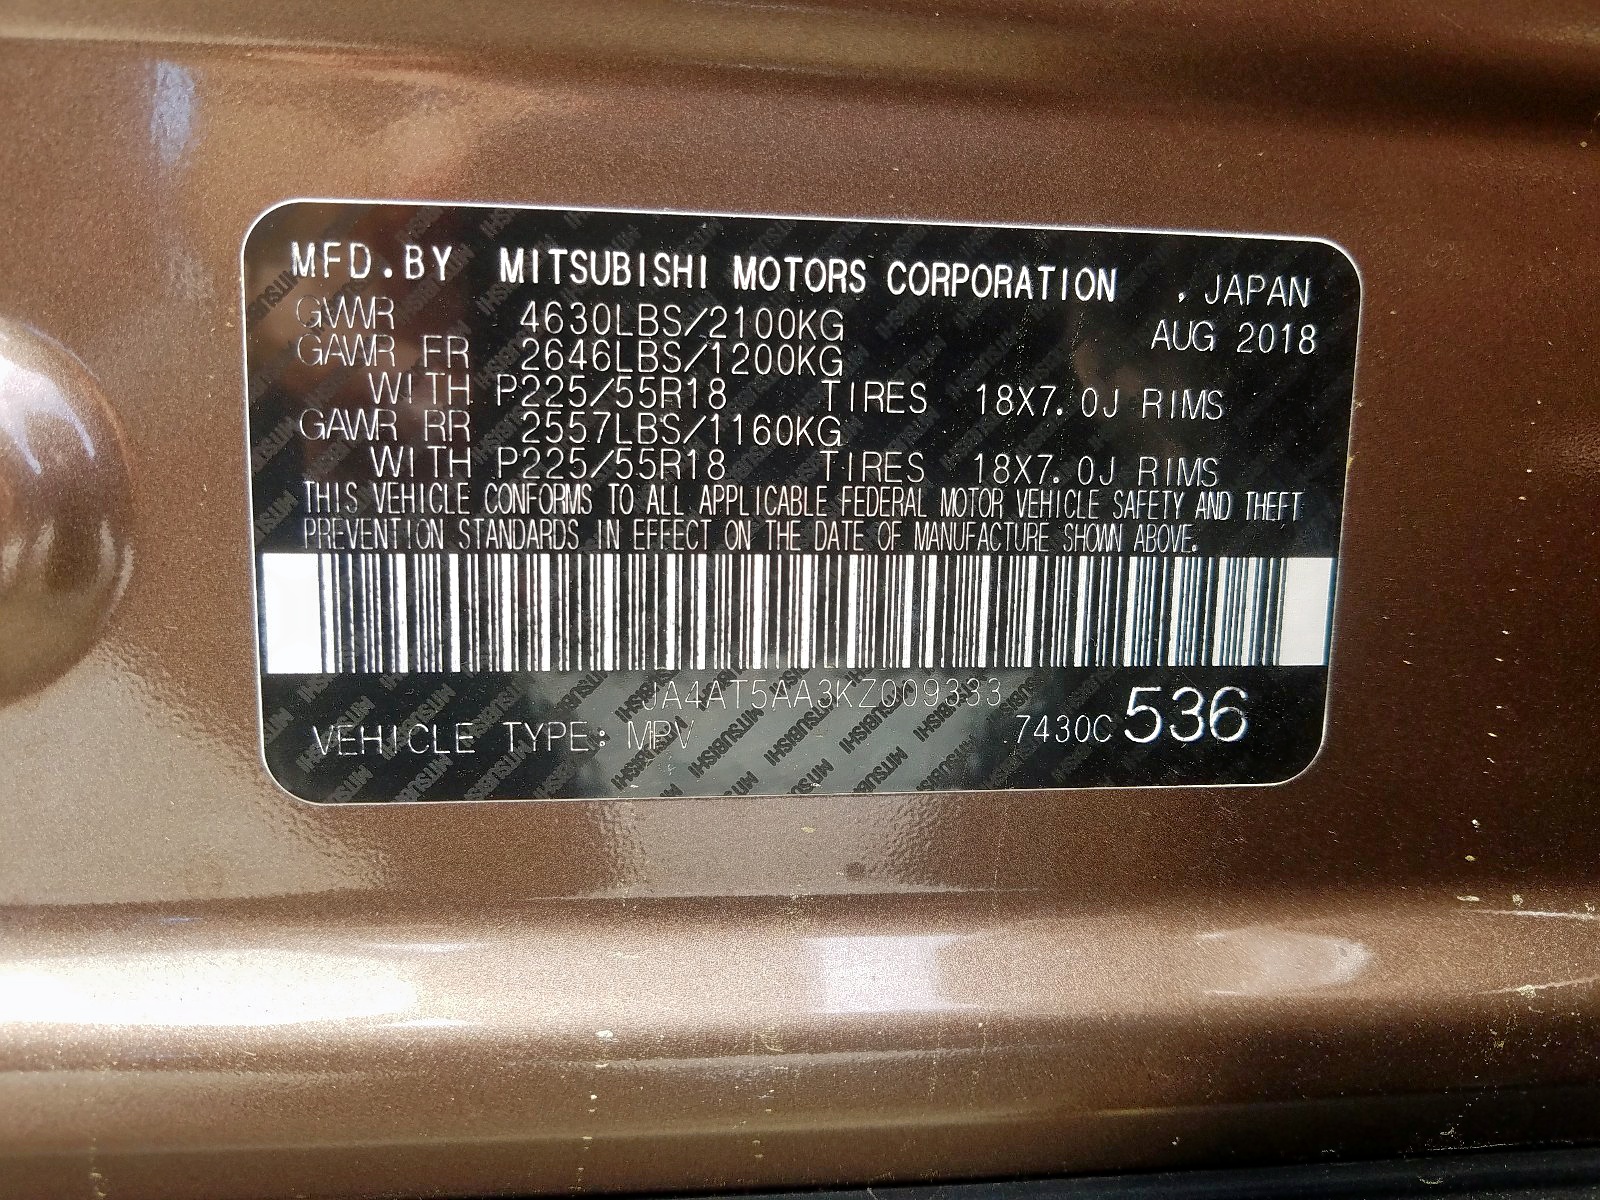 MFD.BY MITSUBISHI MOTORS CORPORATION , JAPAN
GVWR 4630LBS/2100KG AUG 2018
GAWR FR 2646LBS/1200KG
WITH P225/55R18 TIRES 18X7.0J RIMS
GAWR RR 2557LBS/1160KG
WITH P225/55R18 TIRES 18X7.0J RIMS
THIS VEHICLE CONFORMS TO ALL APPLICABLE FEDERAL MOTOR VEHICLE SAFETY AND THEFT
PREVENTION STANDARDS IN EFFECT ON THE DATE OF MANUFACTURE SHOWN ABOVE.
JA4AT5AA3KZ009333
VEHICLE TYPE: MPV 7430C 536